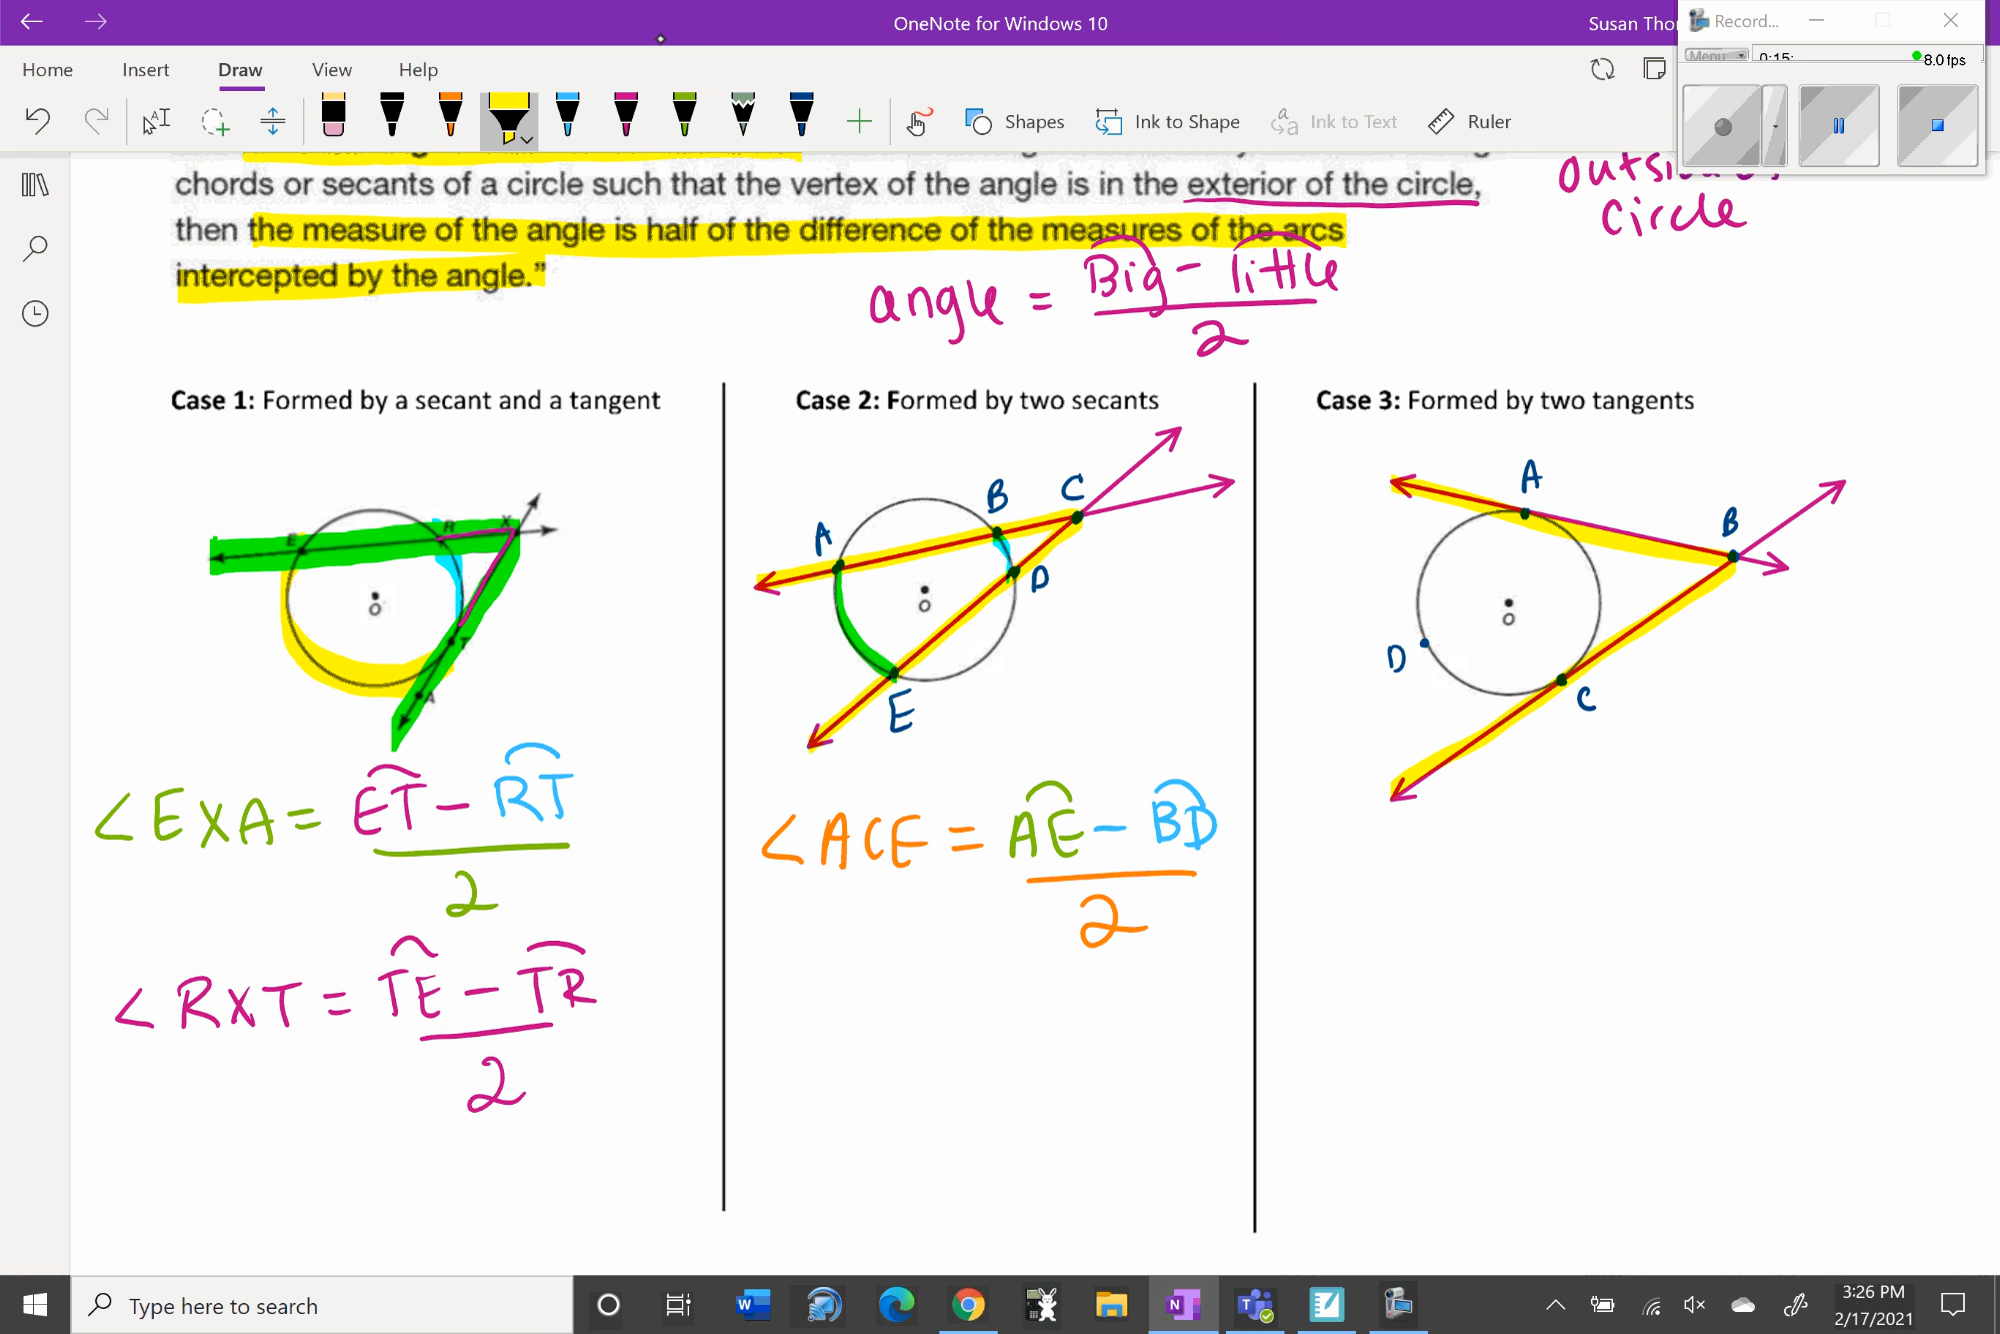 OneNote for Windows 10
Susan Tho
Record...
Home Insert Draw View Help
Menu 0:15: 8.0 fps
Shapes Ink to Shape Ink to Text Ruler
chords or secants of a circle such that the vertex of the angle is in the exterior of the circle,
then the measure of the angle is half of the difference of the measures of the arcs
intercepted by the angle."
circle
angle = Big - little
2
Case 1: Formed by a secant and a tangent
Case 2: Formed by two secants
Case 3: Formed by two tangents
E R X
O
T
A
A B C
O D
E
A
B
O
D
C
<EXA = ET - RT
2
<RXT = TE - TR
2
<ACE = AE - BD
2
Type here to search
3:26 PM
2/17/2021